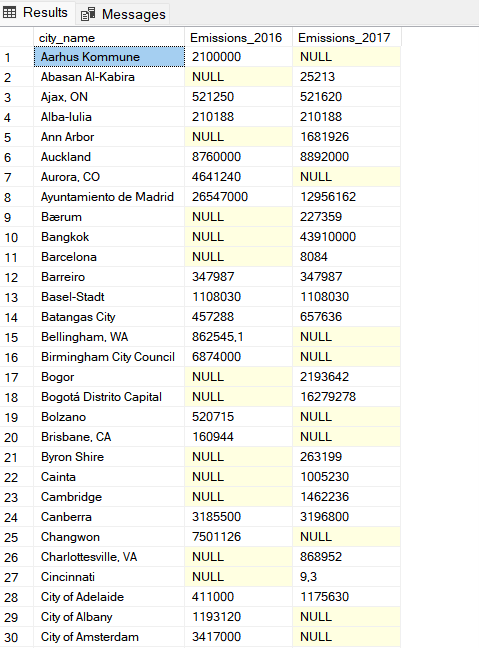 Results Messages
city_name Emissions_2016 Emissions_2017
1 Aarhus Kommune 2100000 NULL
2 Abasan Al-Kabira NULL 25213
3 Ajax, ON 521250 521620
4 Alba-Iulia 210188 210188
5 Ann Arbor NULL 1681926
6 Auckland 8760000 8892000
7 Aurora, CO 4641240 NULL
8 Ayuntamiento de Madrid 26547000 12956162
9 Bærum NULL 227359
10 Bangkok NULL 43910000
11 Barcelona NULL 8084
12 Barreiro 347987 347987
13 Basel-Stadt 1108030 1108030
14 Batangas City 457288 657636
15 Bellingham, WA 862545,1 NULL
16 Birmingham City Council 6874000 NULL
17 Bogor NULL 2193642
18 Bogotá Distrito Capital NULL 16279278
19 Bolzano 520715 NULL
20 Brisbane, CA 160944 NULL
21 Byron Shire NULL 263199
22 Cainta NULL 1005230
23 Cambridge NULL 1462236
24 Canberra 3185500 3196800
25 Changwon 7501126 NULL
26 Charlottesville, VA NULL 868952
27 Cincinnati NULL 9,3
28 City of Adelaide 411000 1175630
29 City of Albany 1193120 NULL
30 City of Amsterdam 3417000 NULL